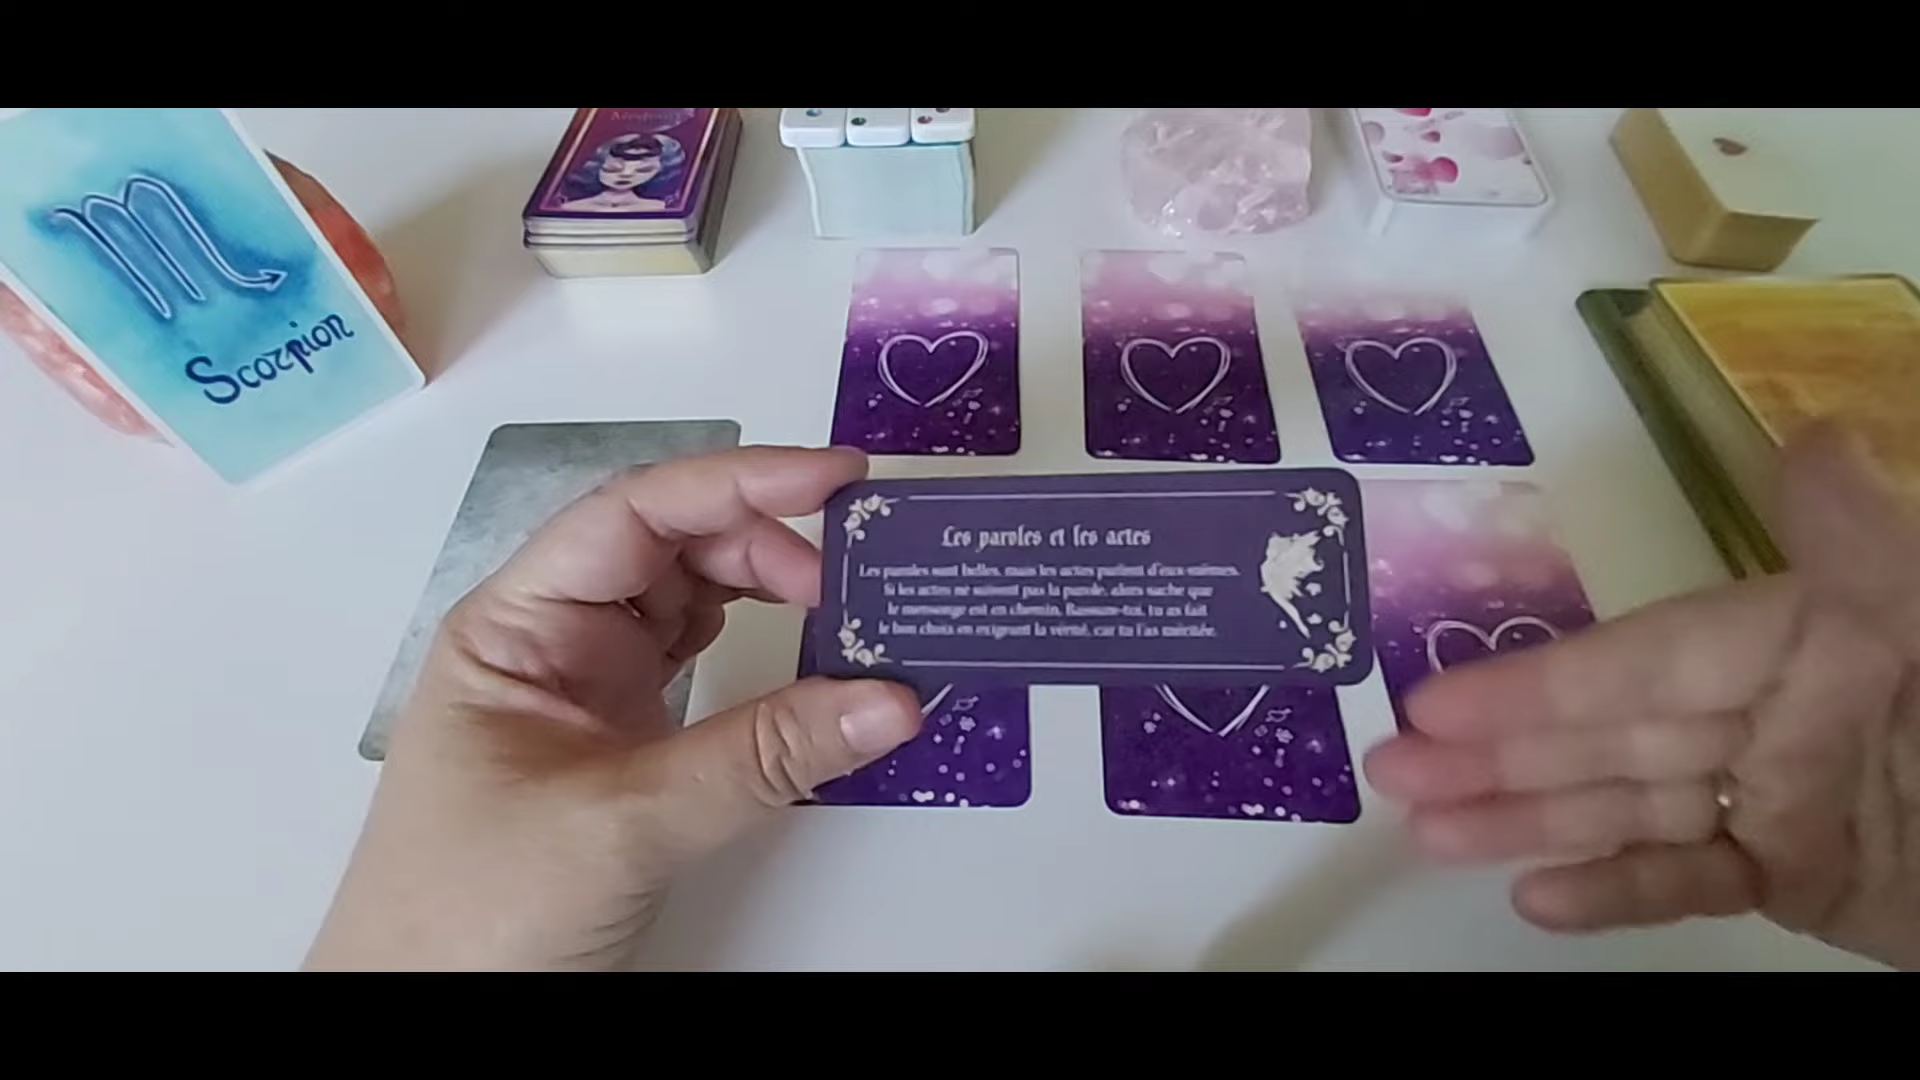 Scorpion
Les paroles et les actes
Les paroles sont belles, mais les actes parlent d'eux-mêmes.
Si les actes ne suivent pas la parole, alors sache que
le mensonge est en chemin. Rassure-toi, tu as fait
le bon choix en exigeant la vérité, car tu l'as méritée.